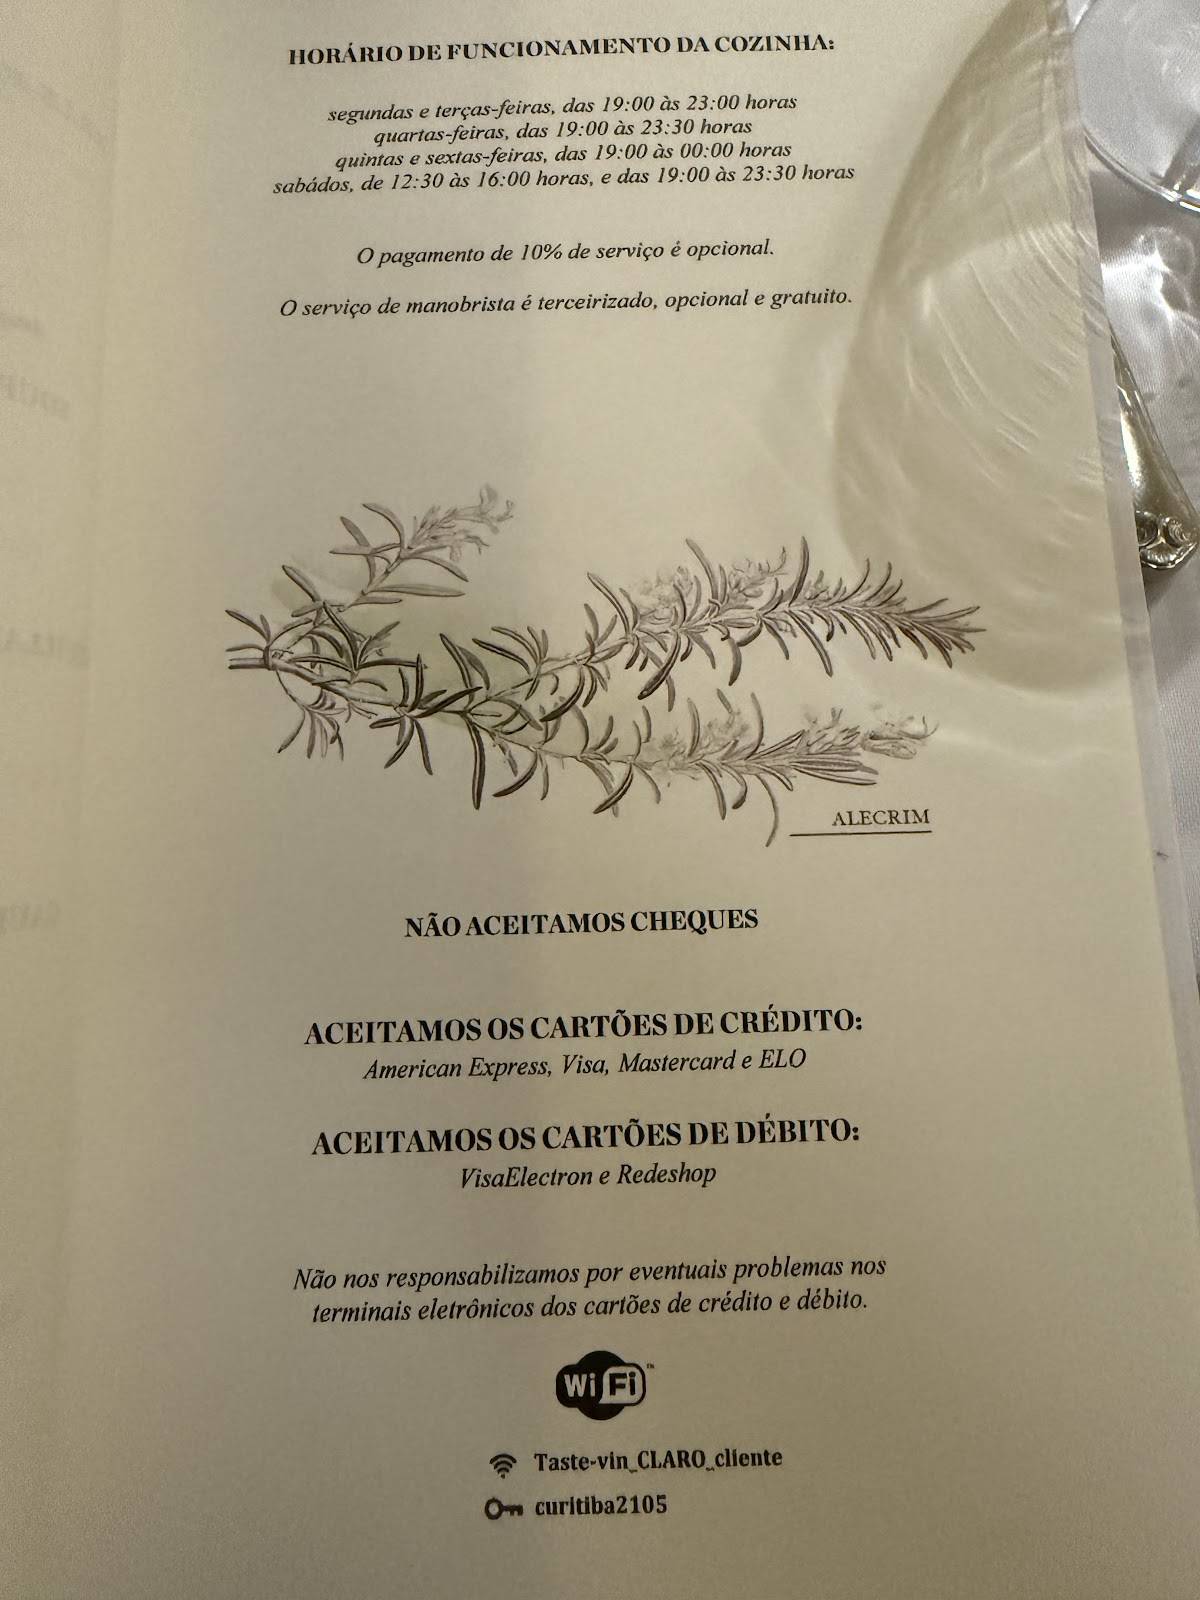 HORÁRIO DE FUNCIONAMENTO DA COZINHA:
segundas e terças-feiras, das 19:00 às 23:00 horas
quartas-feiras, das 19:00 às 23:30 horas
quintas e sextas-feiras, das 19:00 às 00:00 horas
sabádos, de 12:30 às 16:00 horas, e das 19:00 às 23:30 horas
O pagamento de 10% de serviço é opcional.
O serviço de manobrista é terceirizado, opcional e gratuito.
ALECRIM
NÃO ACEITAMOS CHEQUES
ACEITAMOS OS CARTÕES DE CRÉDITO:
American Express, Visa, Mastercard e ELO
ACEITAMOS OS CARTÕES DE DÉBITO:
VisaElectron e Redeshop
Não nos responsabilizamos por eventuais problemas nos
terminais eletrônicos dos cartões de crédito e débito.
WiFi™
Taste-vin_CLARO_cliente
curitiba2105